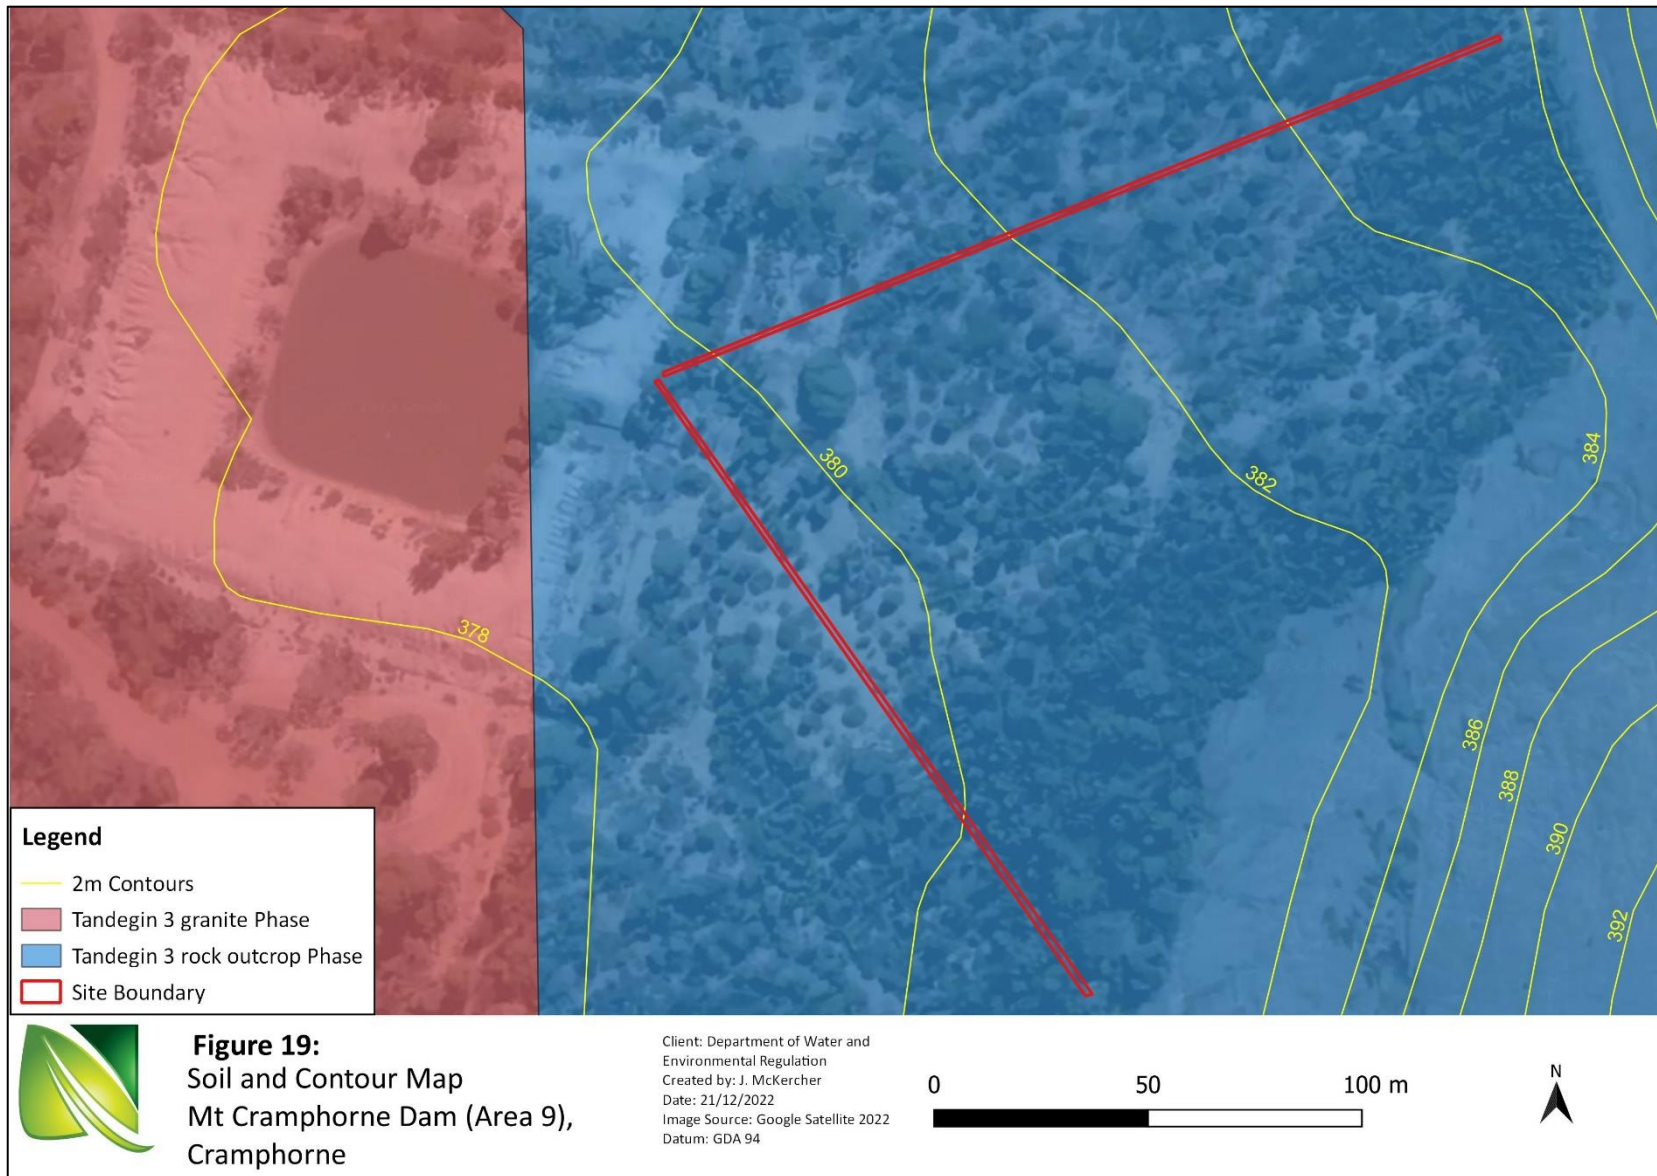 380
382
384
378
386
388
390
392
Legend
2m Contours
Tandegin 3 granite Phase
Tandegin 3 rock outcrop Phase
Site Boundary
Figure 19:
Soil and Contour Map
Mt Cramphorne Dam (Area 9),
Cramphorne
Client: Department of Water and
Environmental Regulation
Created by: J. McKercher
Date: 21/12/2022
Image Source: Google Satellite 2022
Datum: GDA 94
0 50 100 m
N